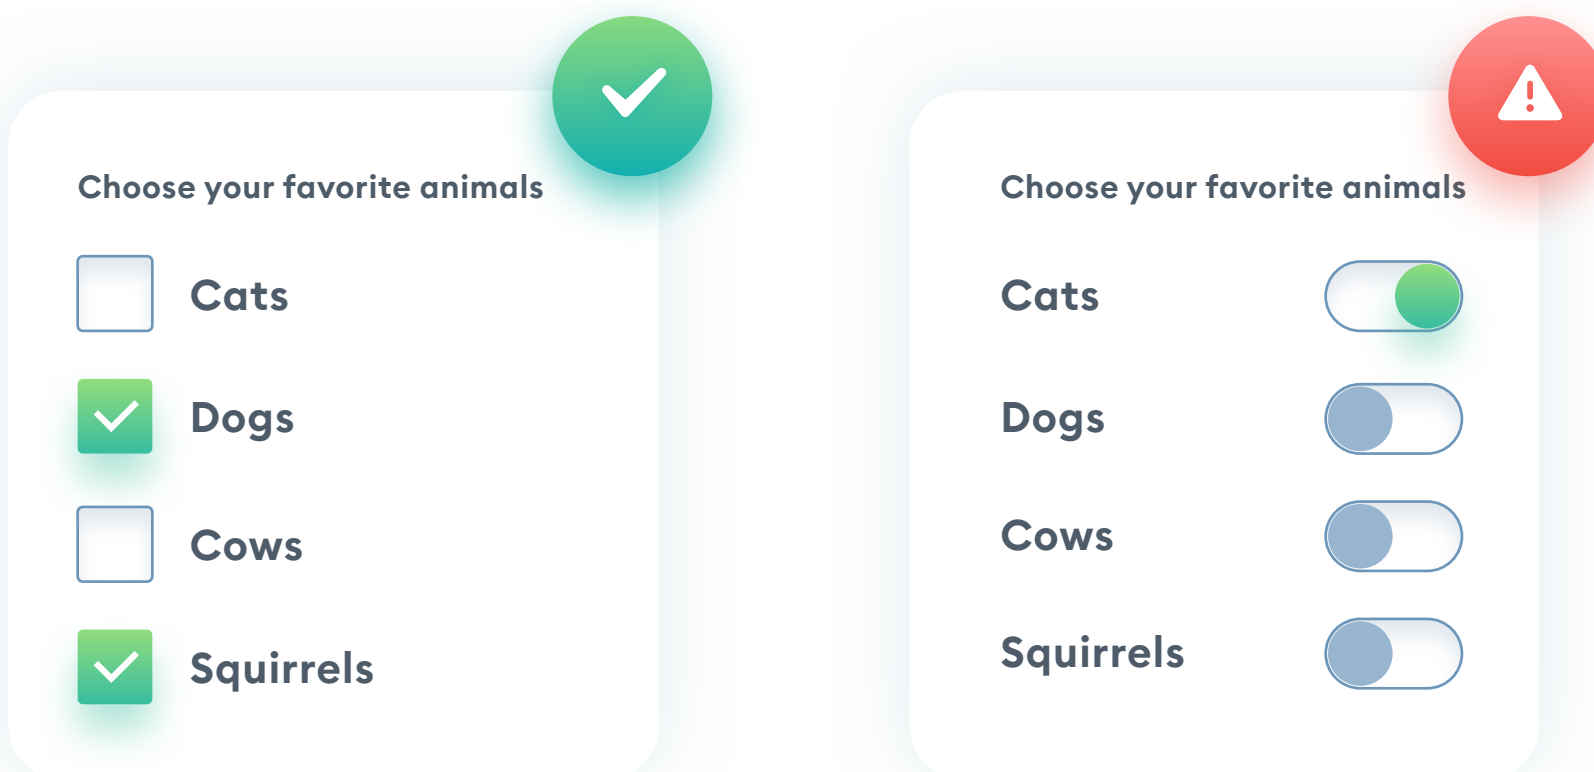 Choose your favorite animals
Cats
Dogs
Cows
Squirrels
Choose your favorite animals
Cats
Dogs
Cows
Squirrels